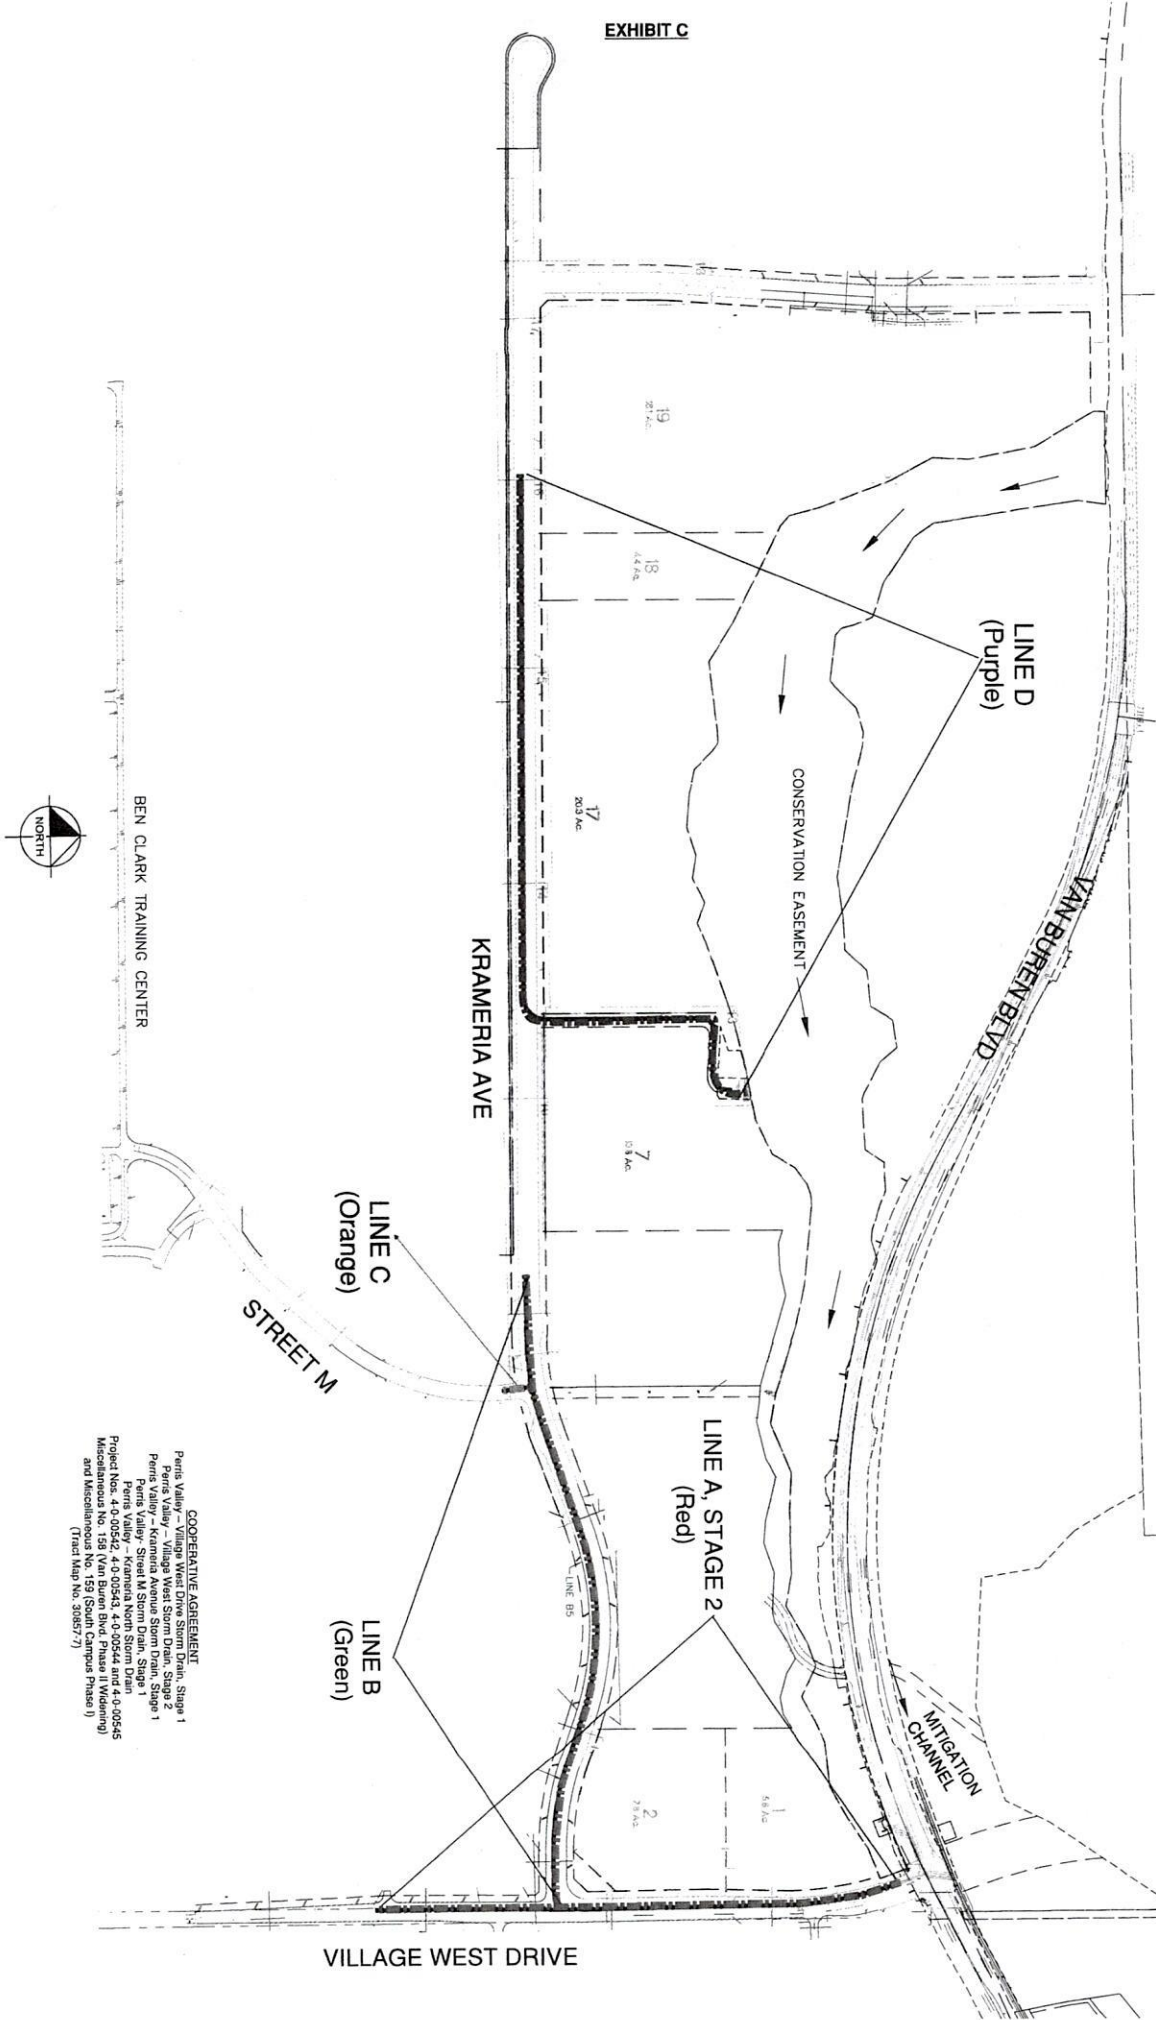 EXHIBIT C
VAN BUREN BLVD
LINE D
(Purple)
CONSERVATION EASEMENT
MITIGATION
CHANNEL
19
18
4.4 Ac.
17
20.3 Ac.
7
1
2
LINE A, STAGE 2
(Red)
KRAMERIA AVE
LINE B5
LINE C
(Orange)
LINE B
(Green)
STREET M
VILLAGE WEST DRIVE
BEN CLARK TRAINING CENTER
NORTH
COOPERATIVE AGREEMENT
Perris Valley – Village West Drive Storm Drain, Stage 1
Perris Valley – Village West Storm Drain, Stage 2
Perris Valley – Krameria Avenue Storm Drain, Stage 1
Perris Valley- Street M Storm Drain, Stage 1
Perris Valley – Krameria North Storm Drain
Project Nos. 4-0-00542, 4-0-00543, 4-0-00544 and 4-0-00545
Miscellaneous No. 158 (Van Buren Blvd. Phase II Widening)
and Miscellaneous No. 159 (South Campus Phase I)
(Tract Map No. 30857-7)